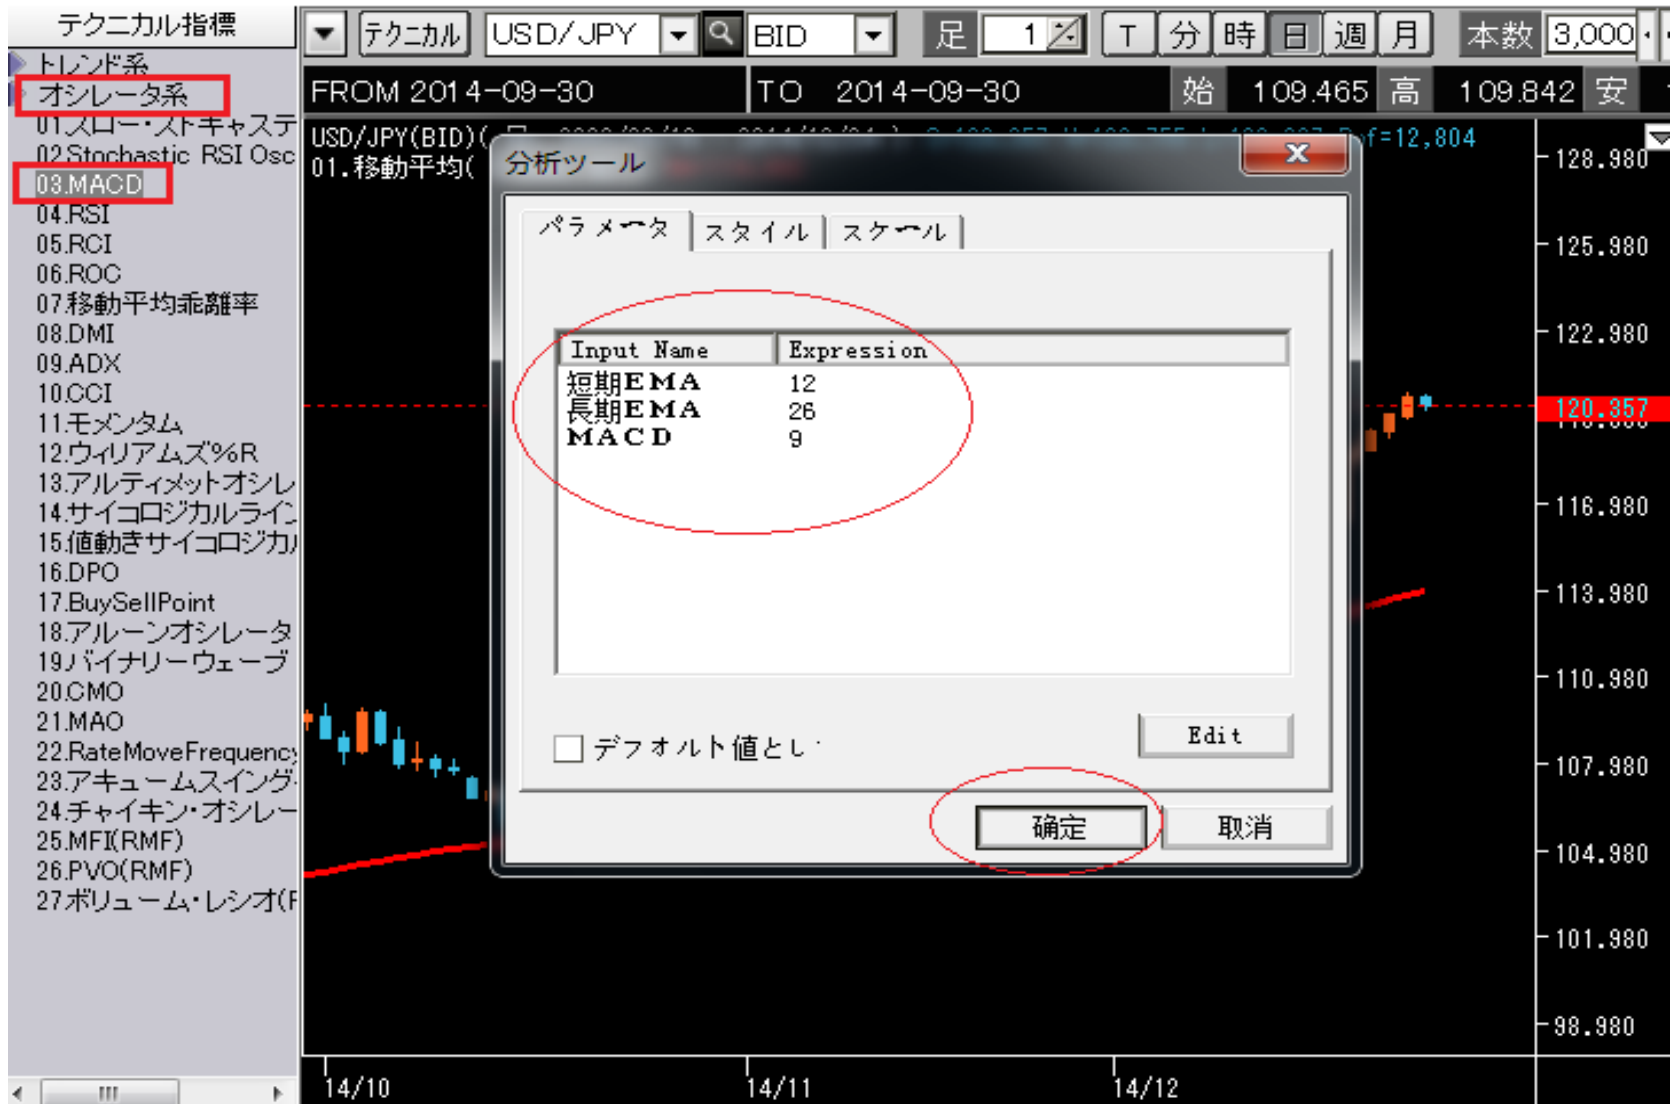 テクニカル指標
トレンド系
オシレータ系
01.スロー・ストキャステ
02.Stochastic RSI Osc
03.MACD
04.RSI
05.RCI
06.ROC
07.移動平均乖離率
08.DMI
09.ADX
10.CCI
11.モメンタム
12.ウィリアムズ%R
13.アルティメットオシレ
14.サイコロジカルライン
15.値動きサイコロジカル
16.DPO
17.BuySellPoint
18.アルーンオシレータ
19.バイナリーウェーブ
20.CMO
21.MAO
22.RateMoveFrequency
23.アキュームスイング・
24.チャイキン・オシレー
25.MFI(RMF)
26.PVO(RMF)
27.ボリューム・レシオ(F
テクニカル USD/JPY BID 足 1 T 分 時 日 週 月 本数 3,000
FROM 2014-09-30 TO 2014-09-30 始 109.465 高 109.842 安
USD/JPY(BID)( f=12,804
01.移動平均(
分析ツール
パラメータ スタイル スケール
Input Name Expression
短期EMA 12
長期EMA 26
MACD 9
デフォルト値とし
Edit
确定 取消
128.980
125.980
122.980
120.357
116.980
113.980
110.980
107.980
104.980
101.980
98.980
14/10 14/11 14/12